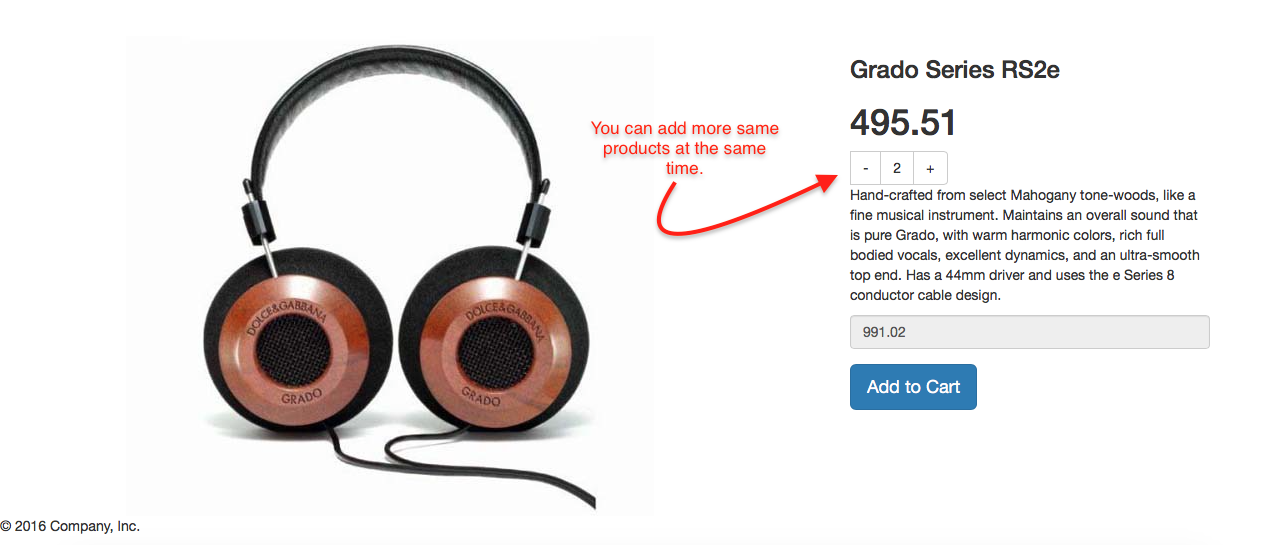 Grado Series RS2e
495.51
You can add more same
products at the same
time.
- 2 +
Hand-crafted from select Mahogany tone-woods, like a
fine musical instrument. Maintains an overall sound that
is pure Grado, with warm harmonic colors, rich full
bodied vocals, excellent dynamics, and an ultra-smooth
top end. Has a 44mm driver and uses the e Series 8
conductor cable design.
991.02
Add to Cart
DOLCE&GABBANA
GRADO
DOLCE&GABBANA
GRADO
© 2016 Company, Inc.